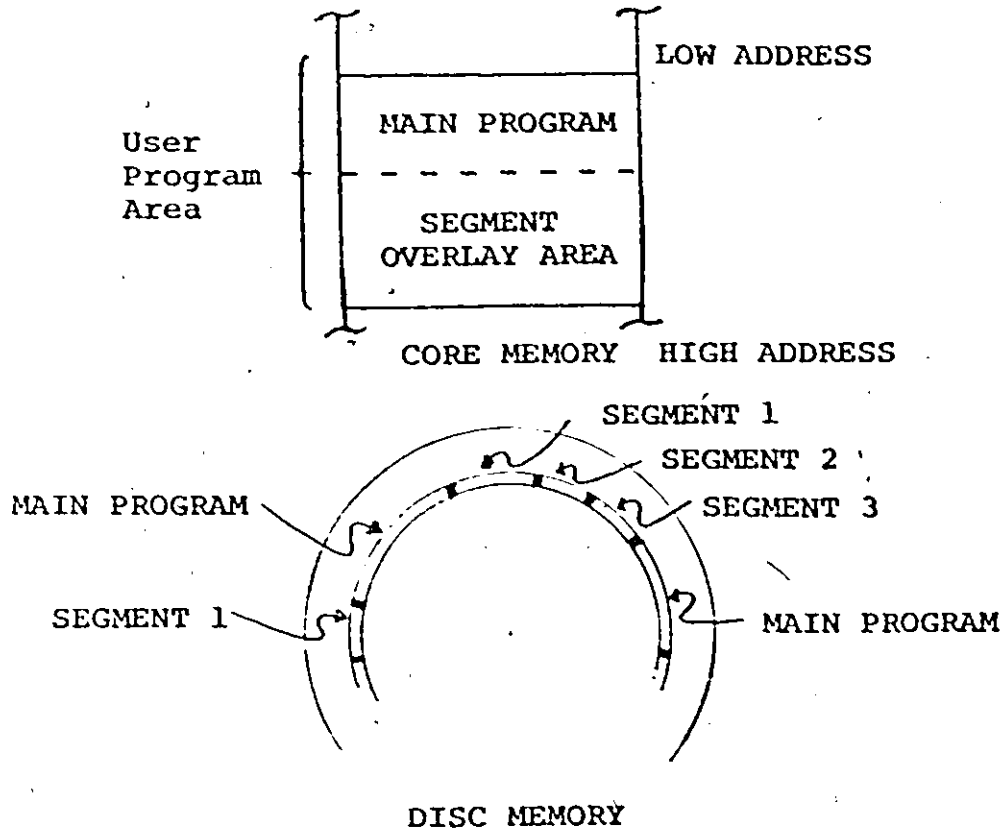 LOW ADDRESS
MAIN PROGRAM
User
Program
Area
SEGMENT
OVERLAY AREA
CORE MEMORY HIGH ADDRESS
SEGMENT 1
SEGMENT 2
MAIN PROGRAM
SEGMENT 3
SEGMENT 1
MAIN PROGRAM
DISC MEMORY